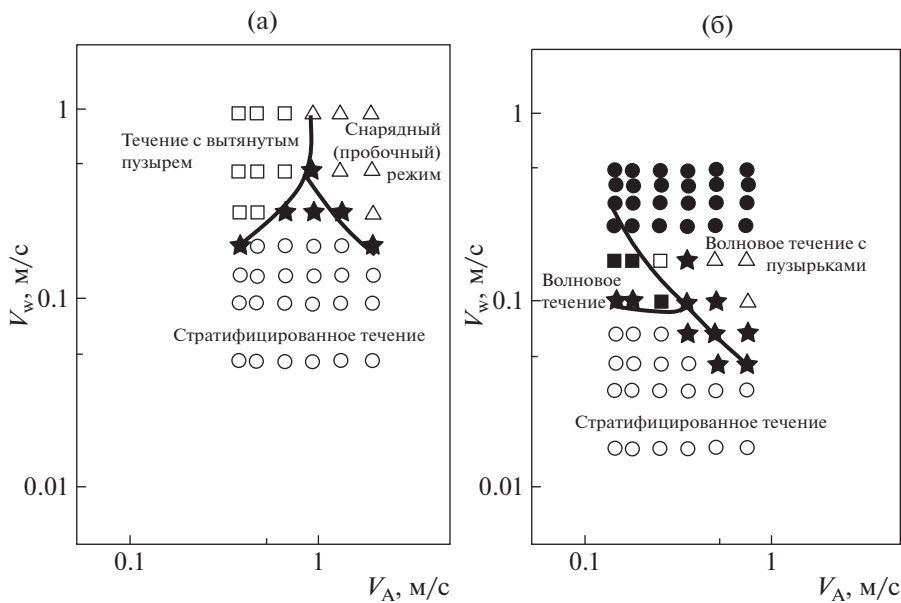 (а)
1
0.1
0.01
V_w, м/с
Течение с вытянутым
пузырем
Снарядный
(пробочный)
режим
Стратифицированное течение
0.1
1
V_A, м/с
(б)
1
0.1
0.01
V_w, м/с
Волновое течение с
пузырьками
Волновое
течение
Стратифицированное течение
0.1
1
V_A, м/с